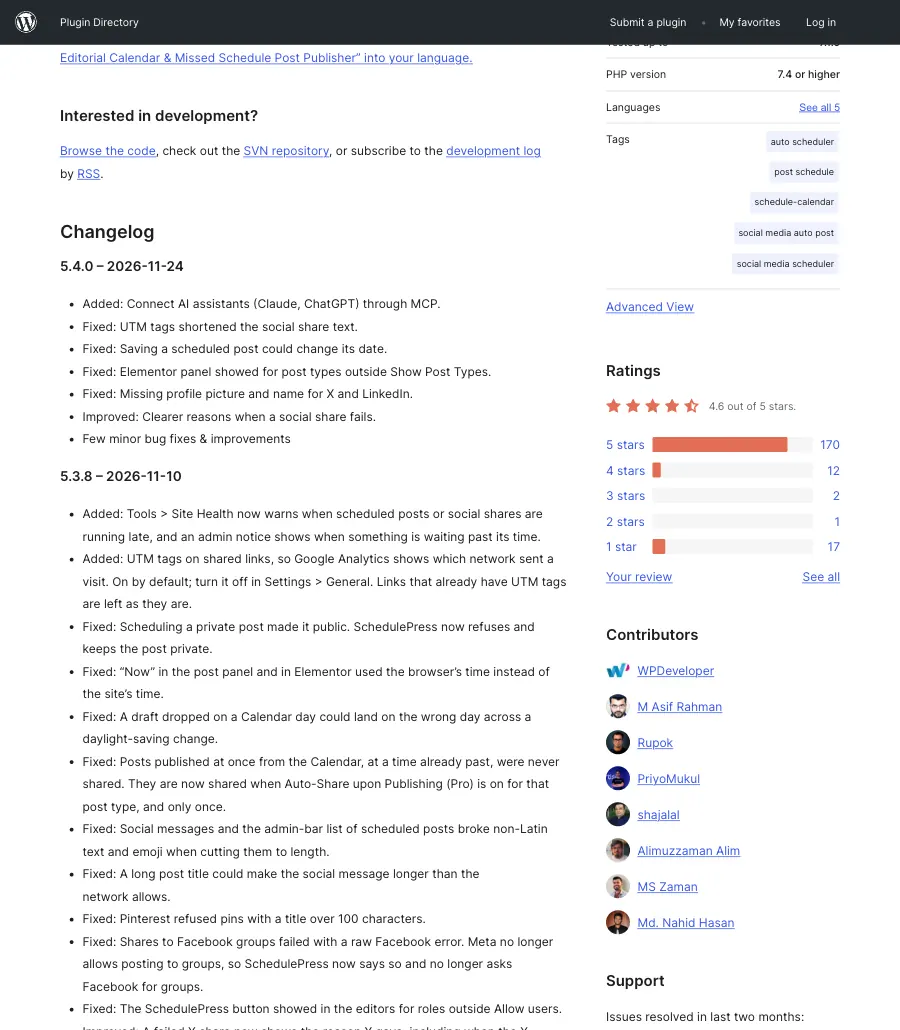 Plugin Directory
Submit a plugin
My favorites
Log in
Editorial Calendar & Missed Schedule Post Publisher” into your language.
Interested in development?
Browse the code, check out the SVN repository, or subscribe to the development log
by RSS.
Changelog
5.4.0 – 2026-11-24
Added: Connect AI assistants (Claude, ChatGPT) through MCP.
Fixed: UTM tags shortened the social share text.
Fixed: Saving a scheduled post could change its date.
Fixed: Elementor panel showed for post types outside Show Post Types.
Fixed: Missing profile picture and name for X and LinkedIn.
Improved: Clearer reasons when a social share fails.
Few minor bug fixes & improvements
5.3.8 – 2026-11-10
Added: Tools > Site Health now warns when scheduled posts or social shares are
running late, and an admin notice shows when something is waiting past its time.
Added: UTM tags on shared links, so Google Analytics shows which network sent a
visit. On by default; turn it off in Settings > General. Links that already have UTM tags
are left as they are.
Fixed: Scheduling a private post made it public. SchedulePress now refuses and
keeps the post private.
Fixed: “Now” in the post panel and in Elementor used the browser’s time instead of
the site’s time.
Fixed: A draft dropped on a Calendar day could land on the wrong day across a
daylight-saving change.
Fixed: Posts published at once from the Calendar, at a time already past, were never
shared. They are now shared when Auto-Share upon Publishing (Pro) is on for that
post type, and only once.
Fixed: Social messages and the admin-bar list of scheduled posts broke non-Latin
text and emoji when cutting them to length.
Fixed: A long post title could make the social message longer than the
network allows.
Fixed: Pinterest refused pins with a title over 100 characters.
Fixed: Shares to Facebook groups failed with a raw Facebook error. Meta no longer
allows posting to groups, so SchedulePress now says so and no longer asks
Facebook for groups.
Fixed: The SchedulePress button showed in the editors for roles outside Allow users.
PHP version
7.4 or higher
Languages
See all 5
Tags
auto scheduler
post schedule
schedule-calendar
social media auto post
social media scheduler
Advanced View
Ratings
4.6 out of 5 stars.
5 stars 170
4 stars 12
3 stars 2
2 stars 1
1 star 17
Your review
See all
Contributors
WPDeveloper
M Asif Rahman
Rupok
PriyoMukul
shajalal
Alimuzzaman Alim
MS Zaman
Md. Nahid Hasan
Support
Issues resolved in last two months: